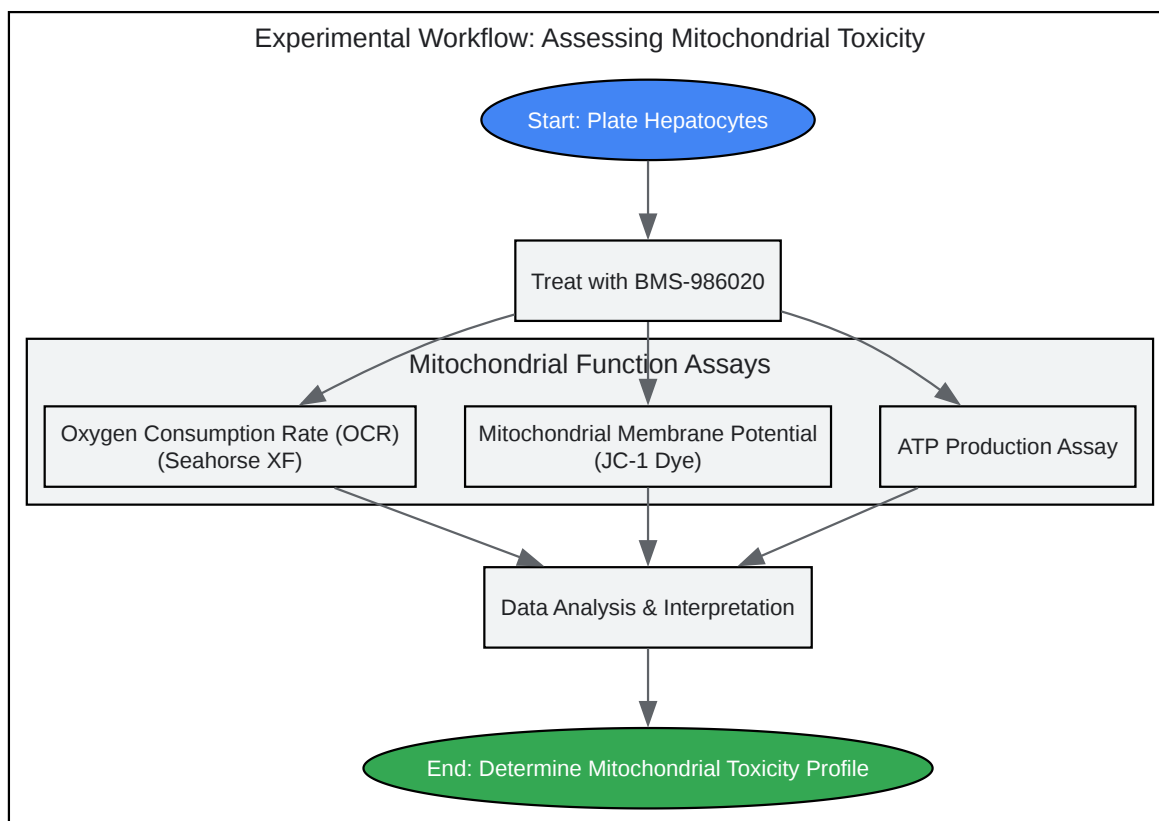 Experimental Workflow: Assessing Mitochondrial Toxicity
Start: Plate Hepatocytes
Treat with BMS-986020
Mitochondrial Function Assays
Oxygen Consumption Rate (OCR)
(Seahorse XF)
Mitochondrial Membrane Potential
(JC-1 Dye)
ATP Production Assay
Data Analysis & Interpretation
End: Determine Mitochondrial Toxicity Profile